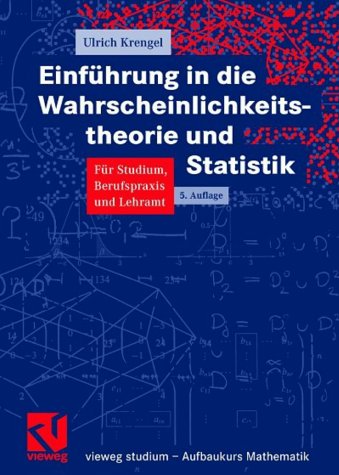 Ulrich Krengel
Einführung in die
Wahrscheinlichkeits-
theorie und
Statistik
Für Studium,
Berufspraxis
und Lehramt
5. Auflage
vieweg
vieweg studium – Aufbaukurs Mathematik